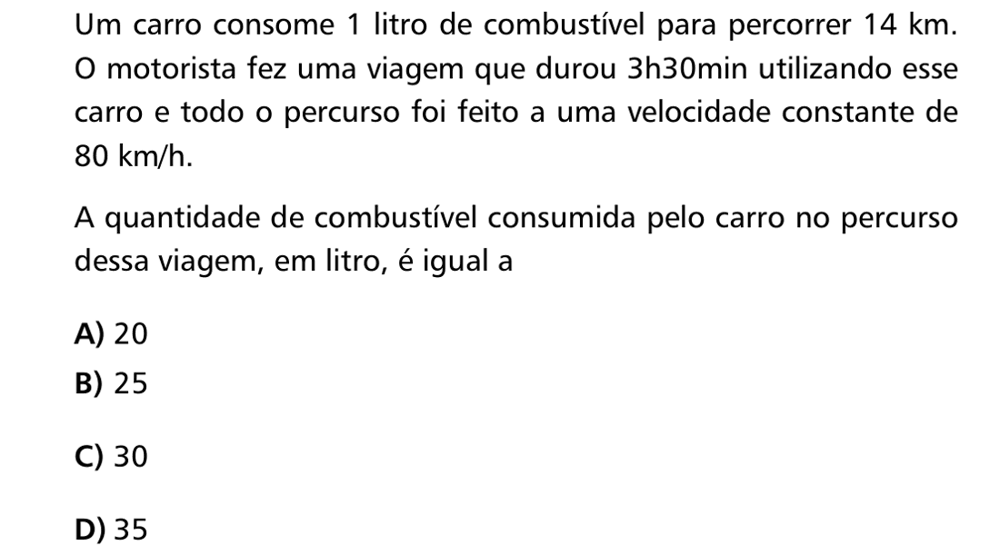 Um carro consome 1 litro de combustível para percorrer 14 km.
O motorista fez uma viagem que durou 3h30min utilizando esse
carro e todo o percurso foi feito a uma velocidade constante de
80 km/h.
A quantidade de combustível consumida pelo carro no percurso
dessa viagem, em litro, é igual a
A) 20
B) 25
C) 30
D) 35